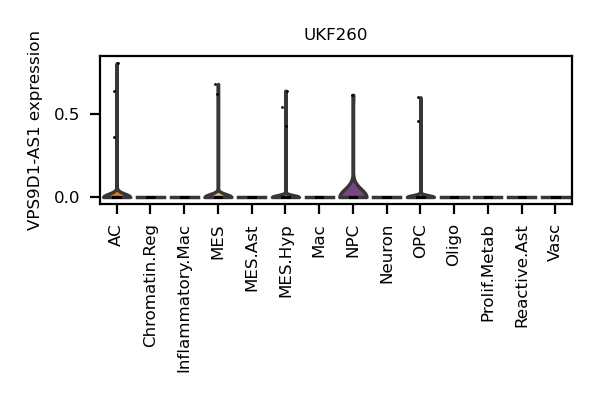 UKF260
VPS9D1-AS1 expression
0.5
0.0
AC
Chromatin.Reg
Inflammatory.Mac
MES
MES.Ast
MES.Hyp
Mac
NPC
Neuron
OPC
Oligo
Prolif.Metab
Reactive.Ast
Vasc